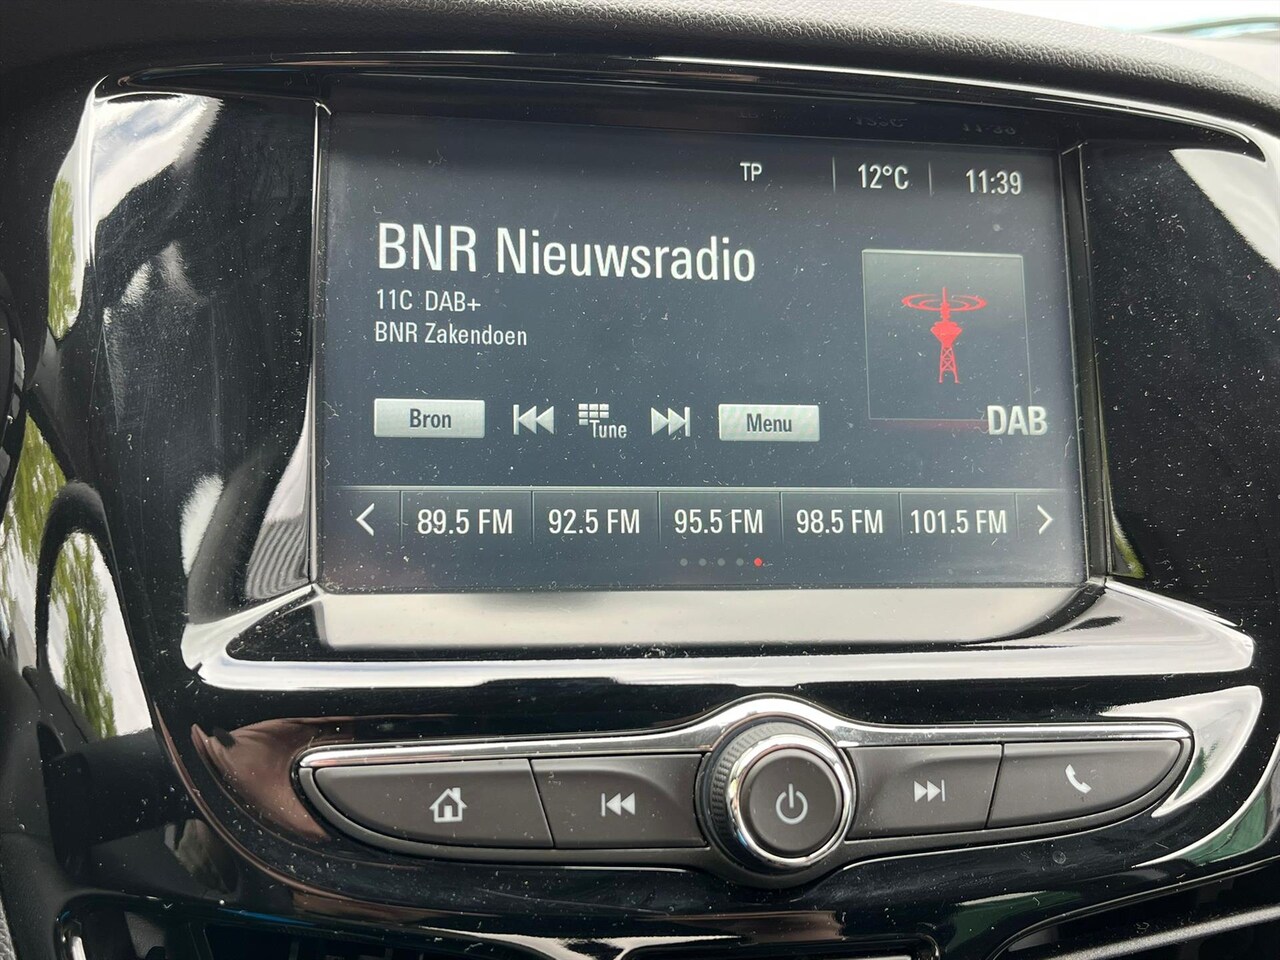 TP 12°C 11:39
BNR Nieuwsradio
11C DAB+
BNR Zakendoen
Bron Tune Menu
DAB
89.5 FM 92.5 FM 95.5 FM 98.5 FM 101.5 FM